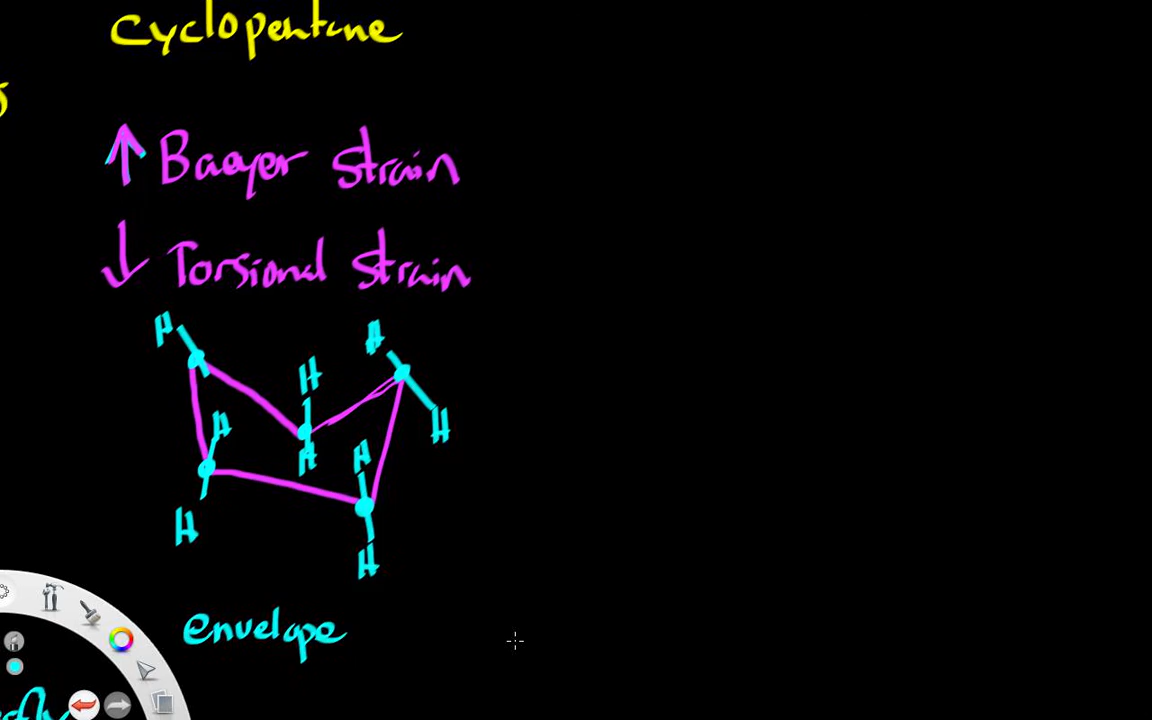 Cyclopentane
↑ Baeyer strain
↓ Torsional strain
H H
H
H H H
H H
H
H
envelope